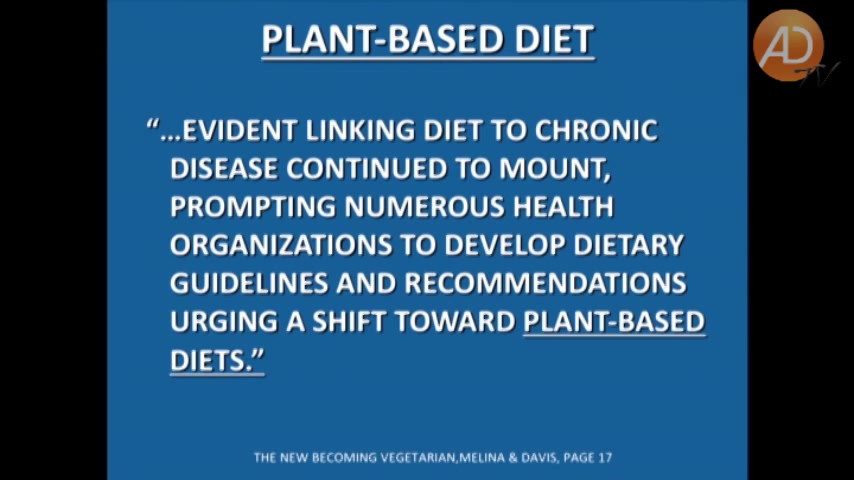 PLANT-BASED DIET
AD
TV
“...EVIDENT LINKING DIET TO CHRONIC
DISEASE CONTINUED TO MOUNT,
PROMPTING NUMEROUS HEALTH
ORGANIZATIONS TO DEVELOP DIETARY
GUIDELINES AND RECOMMENDATIONS
URGING A SHIFT TOWARD PLANT-BASED
DIETS.”
THE NEW BECOMING VEGETARIAN,MELINA & DAVIS, PAGE 17